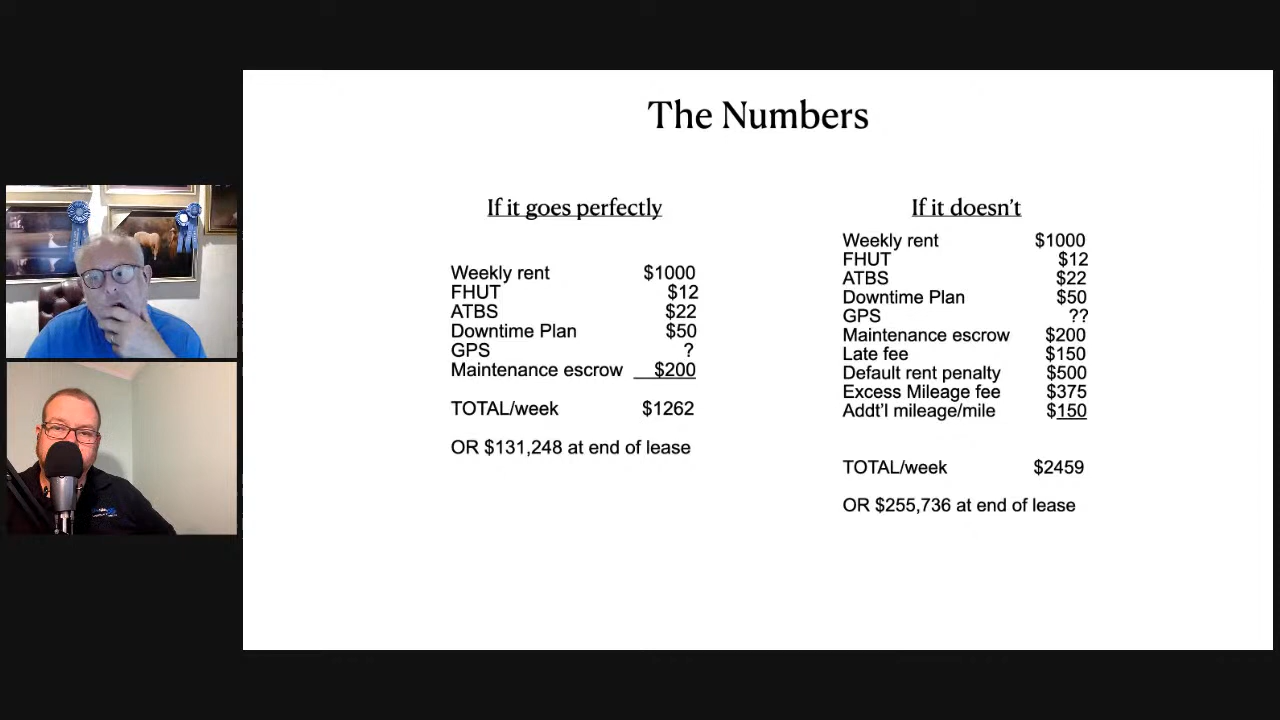 The Numbers
If it goes perfectly
Weekly rent $1000
FHUT $12
ATBS $22
Downtime Plan $50
GPS ?
Maintenance escrow $200
TOTAL/week $1262
OR $131,248 at end of lease
If it doesn't
Weekly rent $1000
FHUT $12
ATBS $22
Downtime Plan $50
GPS ??
Maintenance escrow $200
Late fee $150
Default rent penalty $500
Excess Mileage fee $375
Addt'l mileage/mile $150
TOTAL/week $2459
OR $255,736 at end of lease